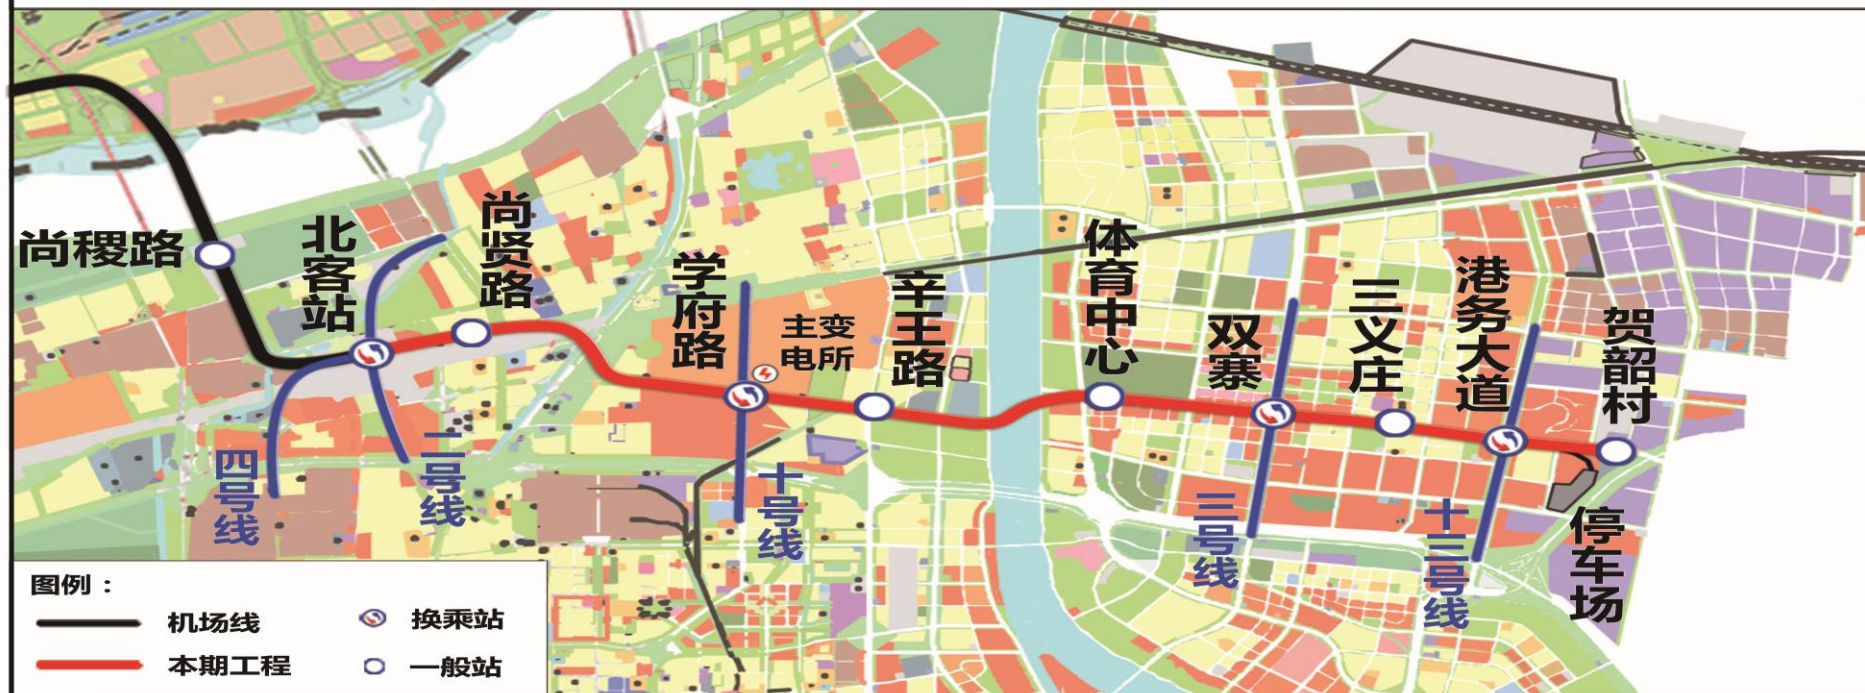 尚稷路
北客站
尚贤路
学府路
主变
电所
辛王路
体育中心
双寨
三义庄
港务大道
贺韶村
四号线
二号线
十号线
三号线
十三号线
停车场
图例：
机场线
换乘站
本期工程
一般站